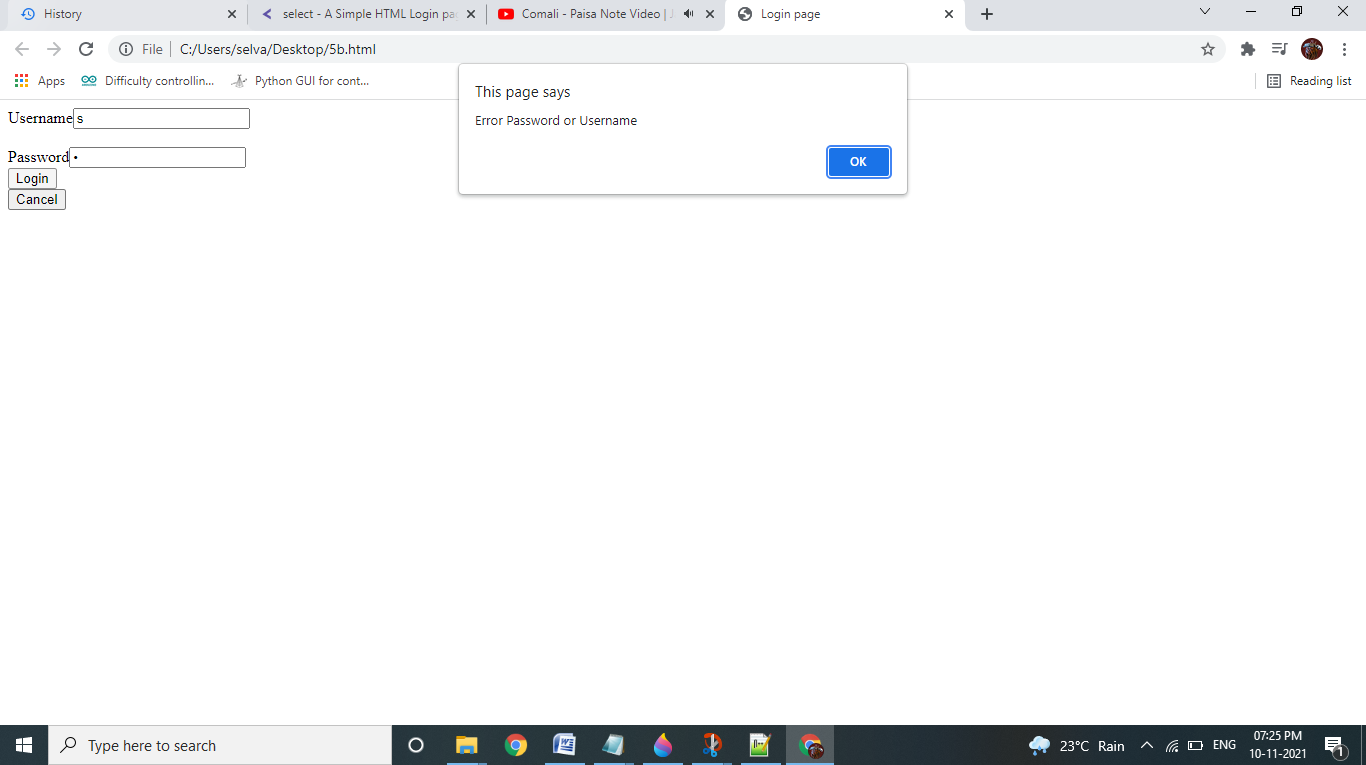 History
select - A Simple HTML Login pa
Comali - Paisa Note Video | J
Login page
File
C:/Users/selva/Desktop/5b.html
Apps
Difficulty controllin...
Python GUI for cont...
Reading list
This page says
Error Password or Username
OK
Username s
Password •
Login
Cancel
Type here to search
23°C Rain
ENG
07:25 PM
10-11-2021
1